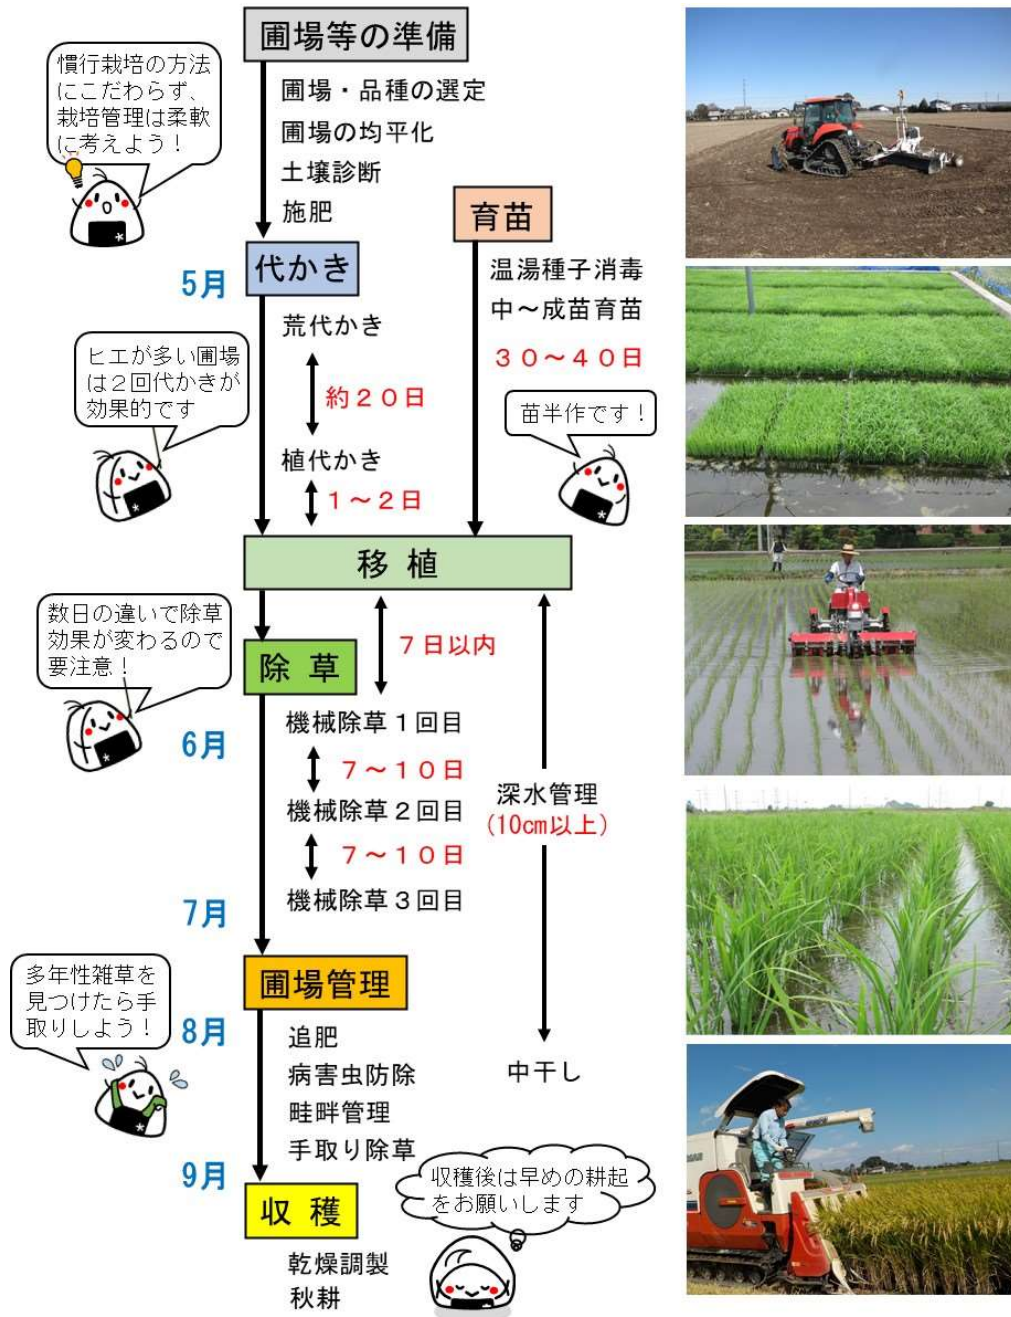 圃場等の準備
慣行栽培の方法
にこだわらず、
栽培管理は柔軟
に考えよう！
圃場・品種の選定
圃場の均平化
土壌診断
施肥
育苗
温湯種子消毒
中～成苗育苗
３０～４０日
苗半作です！
5月
代かき
荒代かき
約２０日
植代かき
１～２日
ヒエが多い圃場
は２回代かきが
効果的です
移植
数日の違いで除草
効果が変わるので
要注意！
７日以内
除草
6月
機械除草１回目
７～１０日
機械除草２回目
７～１０日
機械除草３回目
深水管理
(10cm以上)
中干し
7月
圃場管理
多年性雑草を
見つけたら手
取りしよう！
8月
追肥
病害虫防除
畦畔管理
手取り除草
9月
収穫
乾燥調製
秋耕
収穫後は早めの耕起
をお願いします